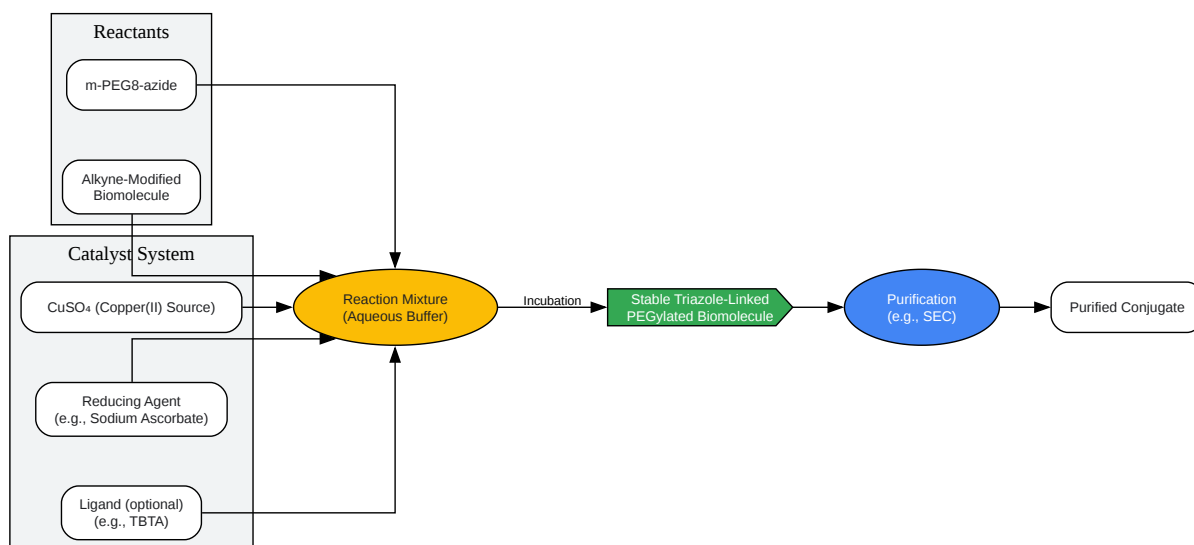 Reactants
m-PEG8-azide
Alkyne-Modified
Biomolecule
Catalyst System
CuSO₄ (Copper(II) Source)
Reducing Agent
(e.g., Sodium Ascorbate)
Ligand (optional)
(e.g., TBTA)
Reaction Mixture
(Aqueous Buffer)
Incubation
Stable Triazole-Linked
PEGylated Biomolecule
Purification
(e.g., SEC)
Purified Conjugate